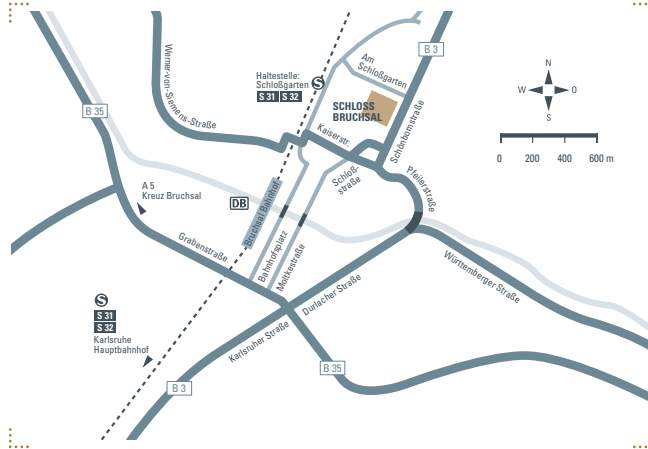 B 3
Am
Schloßgarten
N
W
O
S
Werner-von-Siemens-Straße
Haltestelle:
Schloßgarten
S
S 31 S 32
SCHLOSS
BRUCHSAL
B 35
Kaiserstr.
Schönbornstraße
0 200 400 600 m
Schloß-
straße
Pfeilerstraße
A 5
Kreuz Bruchsal
DB
Bruchsal Bahnhof
Bahnhofsplatz
Moltkestraße
Grabenstraße
Württemberger Straße
Durlacher Straße
S
S 31
S 32
Karlsruhe
Hauptbahnhof
Karlsruher Straße
B 35
B 3